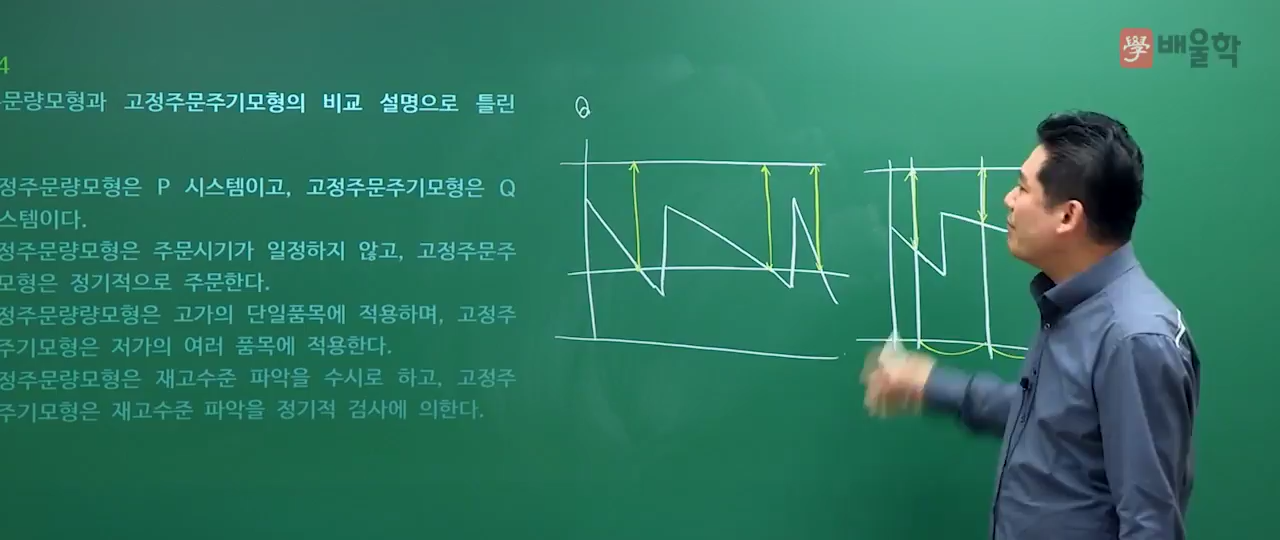 4
문량모형과 고정주문주기모형의 비교 설명으로 틀린
정주문량모형은 P 시스템이고, 고정주문주기모형은 Q
스템이다.
정주문량모형은 주문시기가 일정하지 않고, 고정주문주
모형은 정기적으로 주문한다.
정주문량량모형은 고가의 단일품목에 적용하며, 고정주
주기모형은 저가의 여러 품목에 적용한다.
정주문량모형은 재고수준 파악을 수시로 하고, 고정주
주기모형은 재고수준 파악을 정기적 검사에 의한다.
Q
學 배울학